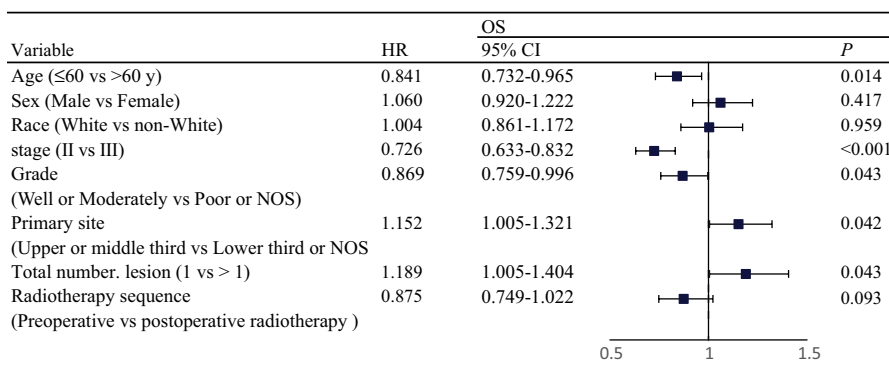 OS
Variable HR 95% CI P
Age (≤60 vs >60 y) 0.841 0.732-0.965 0.014
Sex (Male vs Female) 1.060 0.920-1.222 0.417
Race (White vs non-White) 1.004 0.861-1.172 0.959
stage (II vs III) 0.726 0.633-0.832 <0.001
Grade 0.869 0.759-0.996 0.043
(Well or Moderately vs Poor or NOS)
Primary site 1.152 1.005-1.321 0.042
(Upper or middle third vs Lower third or NOS
Total number. lesion (1 vs > 1) 1.189 1.005-1.404 0.043
Radiotherapy sequence 0.875 0.749-1.022 0.093
(Preoperative vs postoperative radiotherapy )
0.5 1 1.5